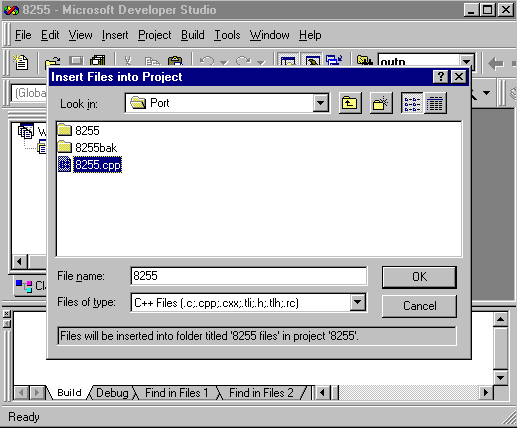 8255 - Microsoft Developer Studio
File Edit View Insert Project Build Tools Window Help
outp
(Globa
Insert Files into Project
Look in: Port
8255
8255bak
8255.cpp
File name: 8255 OK
Files of type: C++ Files (.c;.cpp;.cxx;.tli;.h;.tlh;.rc) Cancel
Files will be inserted into folder titled '8255 files' in project '8255'.
Build Debug Find in Files 1 Find in Files 2
Ready